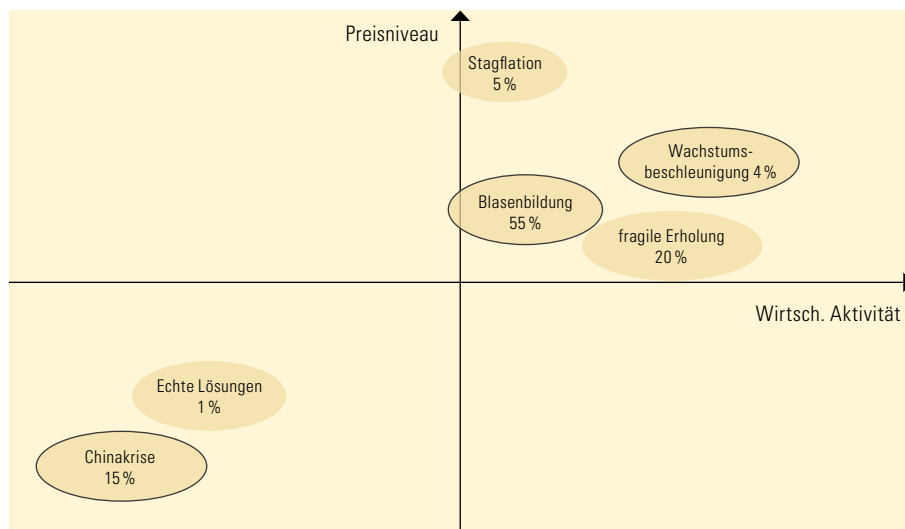 Preisniveau
Stagflation
5 %
Wachstums-
beschleunigung 4 %
Blasenbildung
55 %
fragile Erholung
20 %
Wirtsch. Aktivität
Echte Lösungen
1 %
Chinakrise
15 %